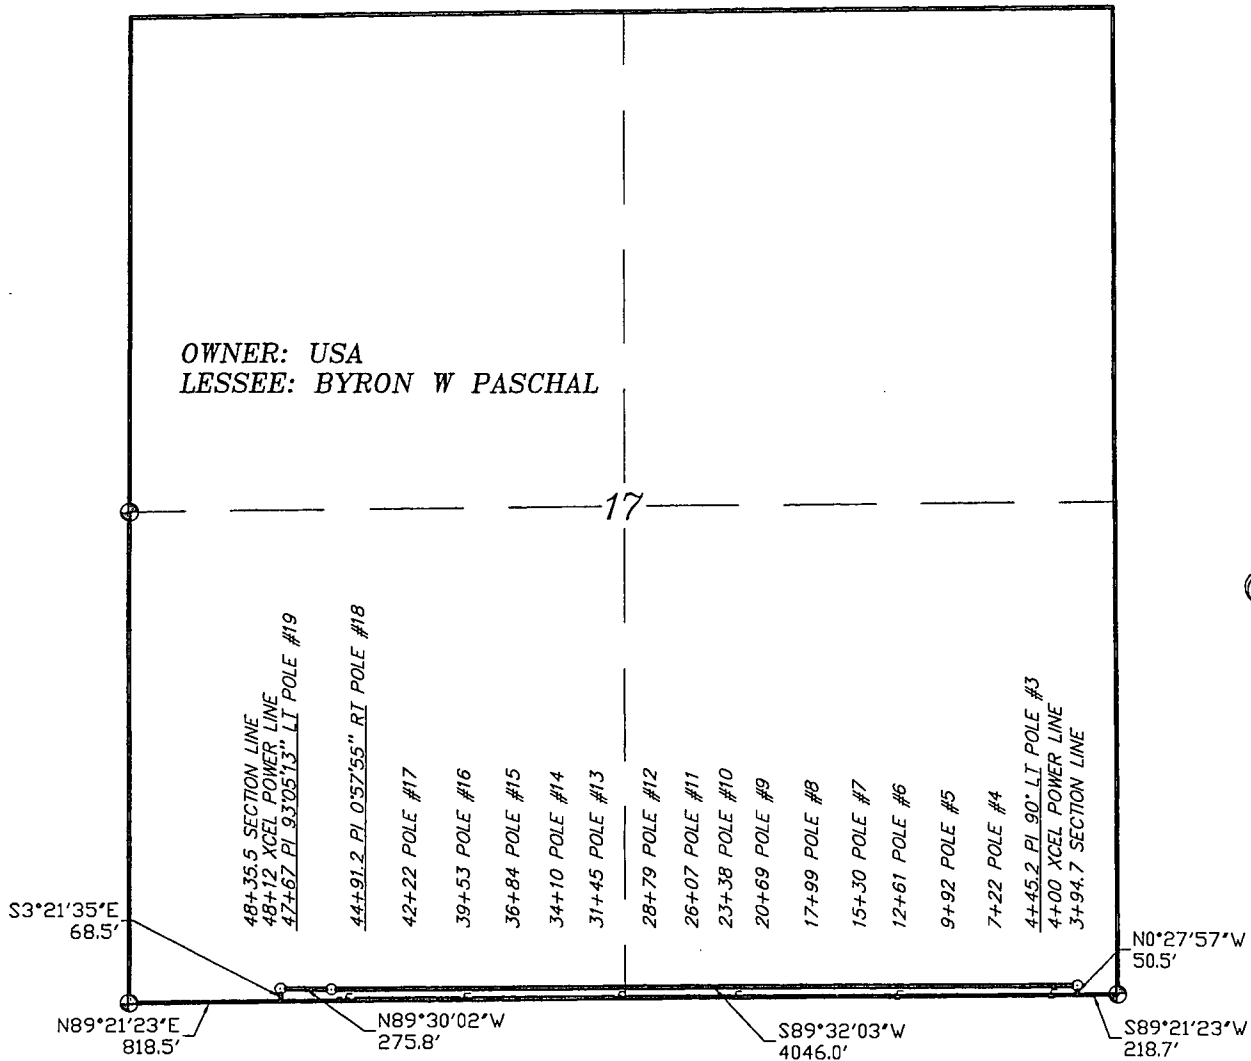 OWNER: USA
LESSEE: BYRON W PASCHAL
17
48+35.5 SECTION LINE
48+12 XCEL POWER LINE
47+67 PI 93°05'13" LT POLE #19
44+91.2 PI 0°57'55" RT POLE #18
42+22 POLE #17
39+53 POLE #16
36+84 POLE #15
34+10 POLE #14
31+45 POLE #13
28+79 POLE #12
26+07 POLE #11
23+38 POLE #10
20+69 POLE #9
17+99 POLE #8
15+30 POLE #7
12+61 POLE #6
9+92 POLE #5
7+22 POLE #4
4+45.2 PI 90° LT POLE #3
4+00 XCEL POWER LINE
3+94.7 SECTION LINE
S3°21'35"E
68.5'
N0°27'57"W
50.5'
N89°21'23"E
818.5'
N89°30'02"W
275.8'
S89°32'03"W
4046.0'
S89°21'23"W
218.7'